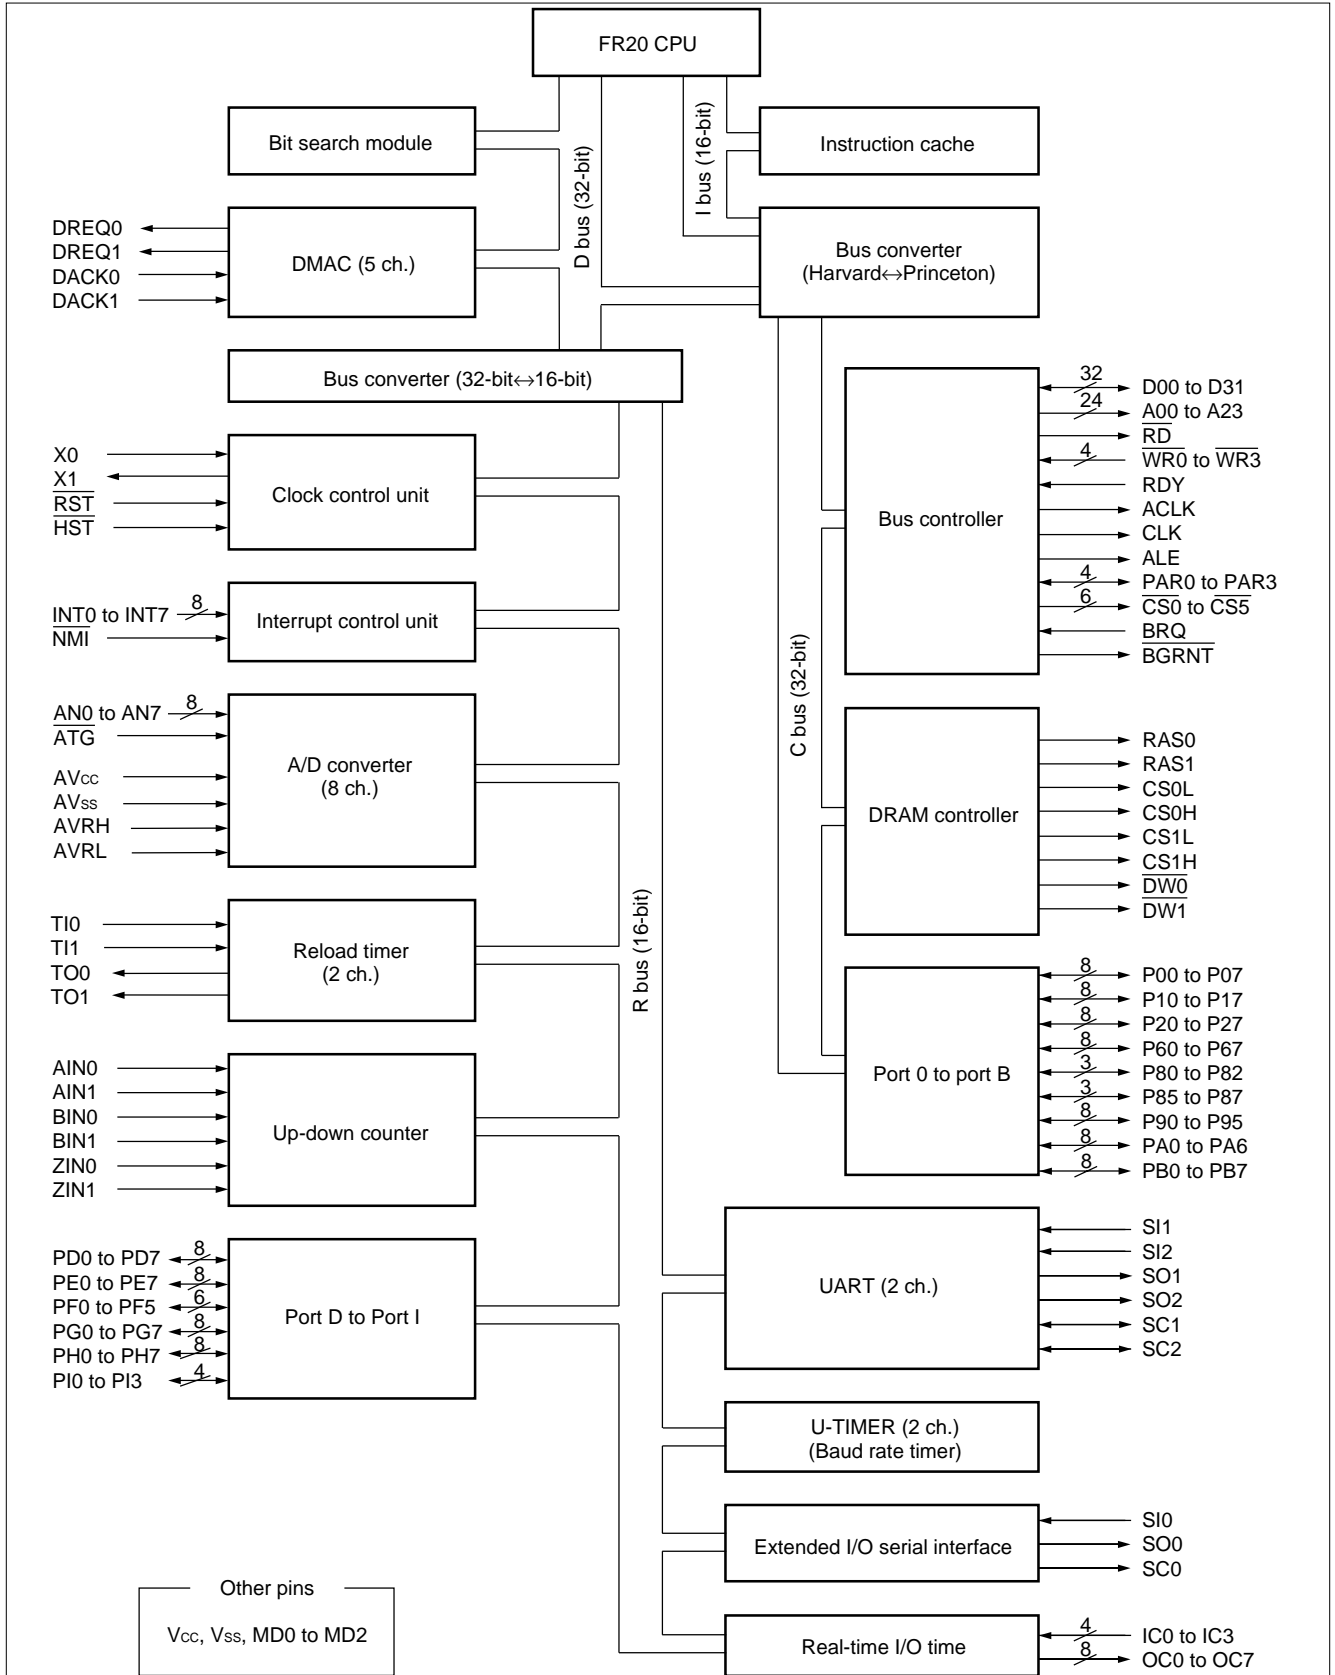 FR20 CPU
Bit search module
Instruction cache
D bus (32-bit)
I bus (16-bit)
DREQ0
DREQ1
DACK0
DACK1
DMAC (5 ch.)
Bus converter
(Harvard↔Princeton)
Bus converter (32-bit↔16-bit)
X0
X1
RST
HST
Clock control unit
INT0 to INT7 8
NMI
Interrupt control unit
AN0 to AN7 8
ATG
AVCC
AVSS
AVRH
AVRL
A/D converter
(8 ch.)
TI0
TI1
TO0
TO1
Reload timer
(2 ch.)
AIN0
AIN1
BIN0
BIN1
ZIN0
ZIN1
Up-down counter
PD0 to PD7 8
PE0 to PE7 8
PF0 to PF5 6
PG0 to PG7 8
PH0 to PH7 8
PI0 to PI3 4
Port D to Port I
R bus (16-bit)
C bus (32-bit)
Bus controller
32 D00 to D31
24 A00 to A23
RD
4 WR0 to WR3
RDY
ACLK
CLK
ALE
4 PAR0 to PAR3
6 CS0 to CS5
BRQ
BGRNT
DRAM controller
RAS0
RAS1
CS0L
CS0H
CS1L
CS1H
DW0
DW1
Port 0 to port B
8 P00 to P07
8 P10 to P17
8 P20 to P27
8 P60 to P67
3 P80 to P82
3 P85 to P87
8 P90 to P95
8 PA0 to PA6
8 PB0 to PB7
UART (2 ch.)
SI1
SI2
SO1
SO2
SC1
SC2
U-TIMER (2 ch.)
(Baud rate timer)
Extended I/O serial interface
SI0
SO0
SC0
Real-time I/O time
4 IC0 to IC3
8 OC0 to OC7
Other pins
VCC, VSS, MD0 to MD2